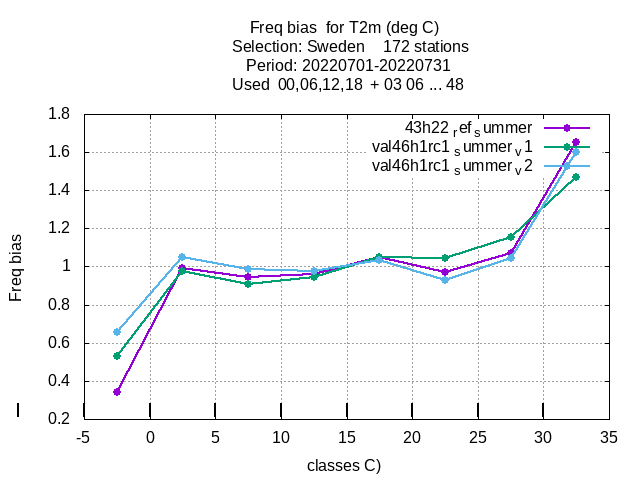 Freq bias  for T2m (deg C)
Selection: Sweden    172 stations
Period: 20220701-20220731
Used  00,06,12,18  + 03 06 ... 48
43h22 ref summer
val46h1rc1 summer v1
val46h1rc1 summer v2
1.8
1.6
1.4
1.2
1
0.8
0.6
0.4
0.2
Freq bias
-5 0 5 10 15 20 25 30 35
classes C)